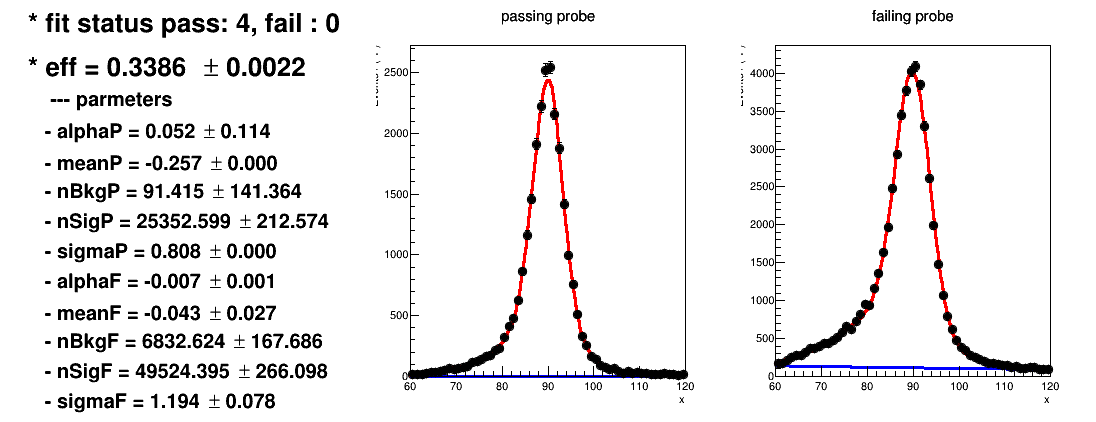 * fit status pass: 4, fail : 0
* eff = 0.3386 ± 0.0022
--- parmeters
- alphaP = 0.052 ± 0.114
- meanP = -0.257 ± 0.000
- nBkgP = 91.415 ± 141.364
- nSigP = 25352.599 ± 212.574
- sigmaP = 0.808 ± 0.000
- alphaF = -0.007 ± 0.001
- meanF = -0.043 ± 0.027
- nBkgF = 6832.624 ± 167.686
- nSigF = 49524.395 ± 266.098
- sigmaF = 1.194 ± 0.078
passing probe
2500
2000
1500
1000
500
0
60 70 80 90 100 110 120
x
failing probe
4000
3500
3000
2500
2000
1500
1000
500
0
60 70 80 90 100 110 120
x